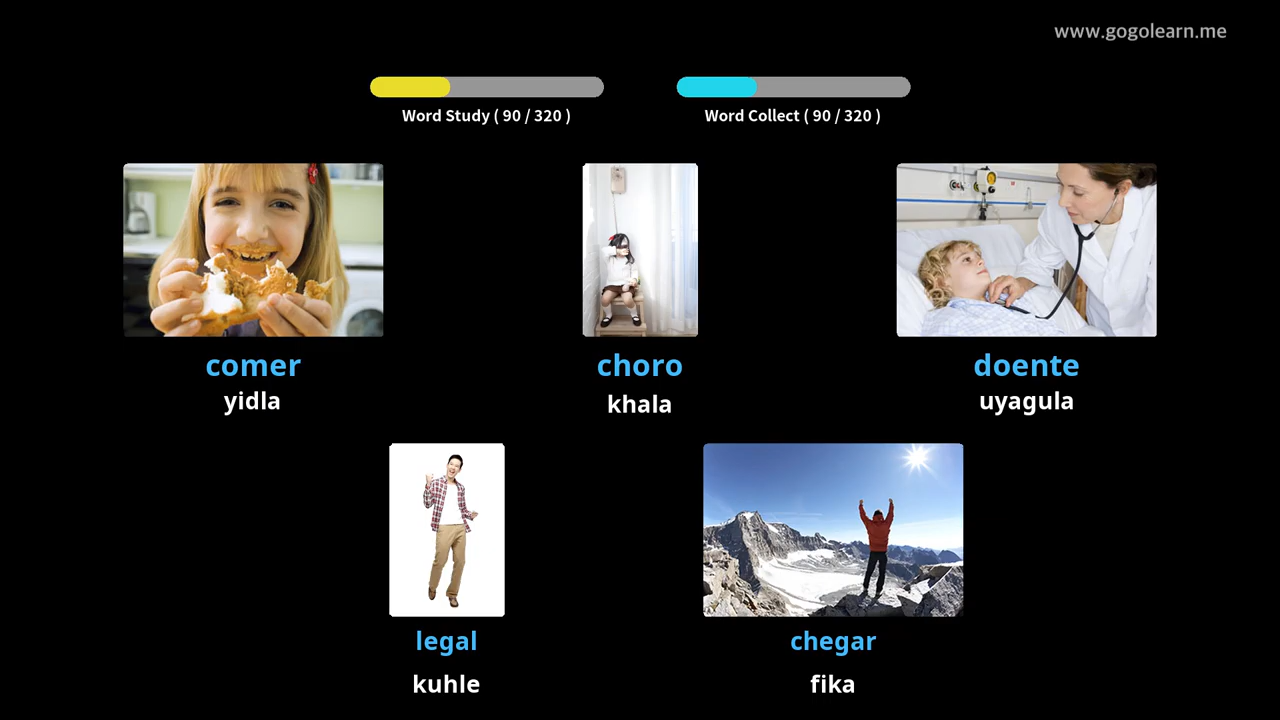 www.gogolearn.me
Word Study ( 90 / 320 )
Word Collect ( 90 / 320 )
comer
yidla
choro
khala
doente
uyagula
legal
kuhle
chegar
fika